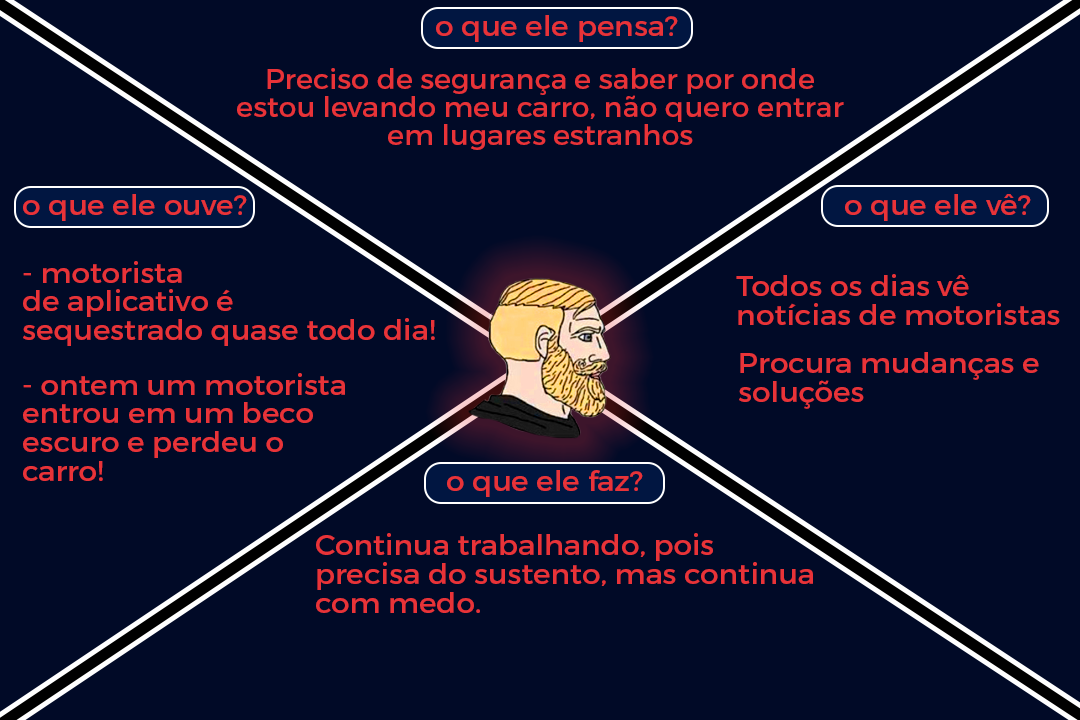 o que ele pensa?
Preciso de segurança e saber por onde
estou levando meu carro, não quero entrar
em lugares estranhos
o que ele ouve?
- motorista
de aplicativo é
sequestrado quase todo dia!
- ontem um motorista
entrou em um beco
escuro e perdeu o
carro!
o que ele vê?
Todos os dias vê
notícias de motoristas
Procura mudanças e
soluções
o que ele faz?
Continua trabalhando, pois
precisa do sustento, mas continua
com medo.